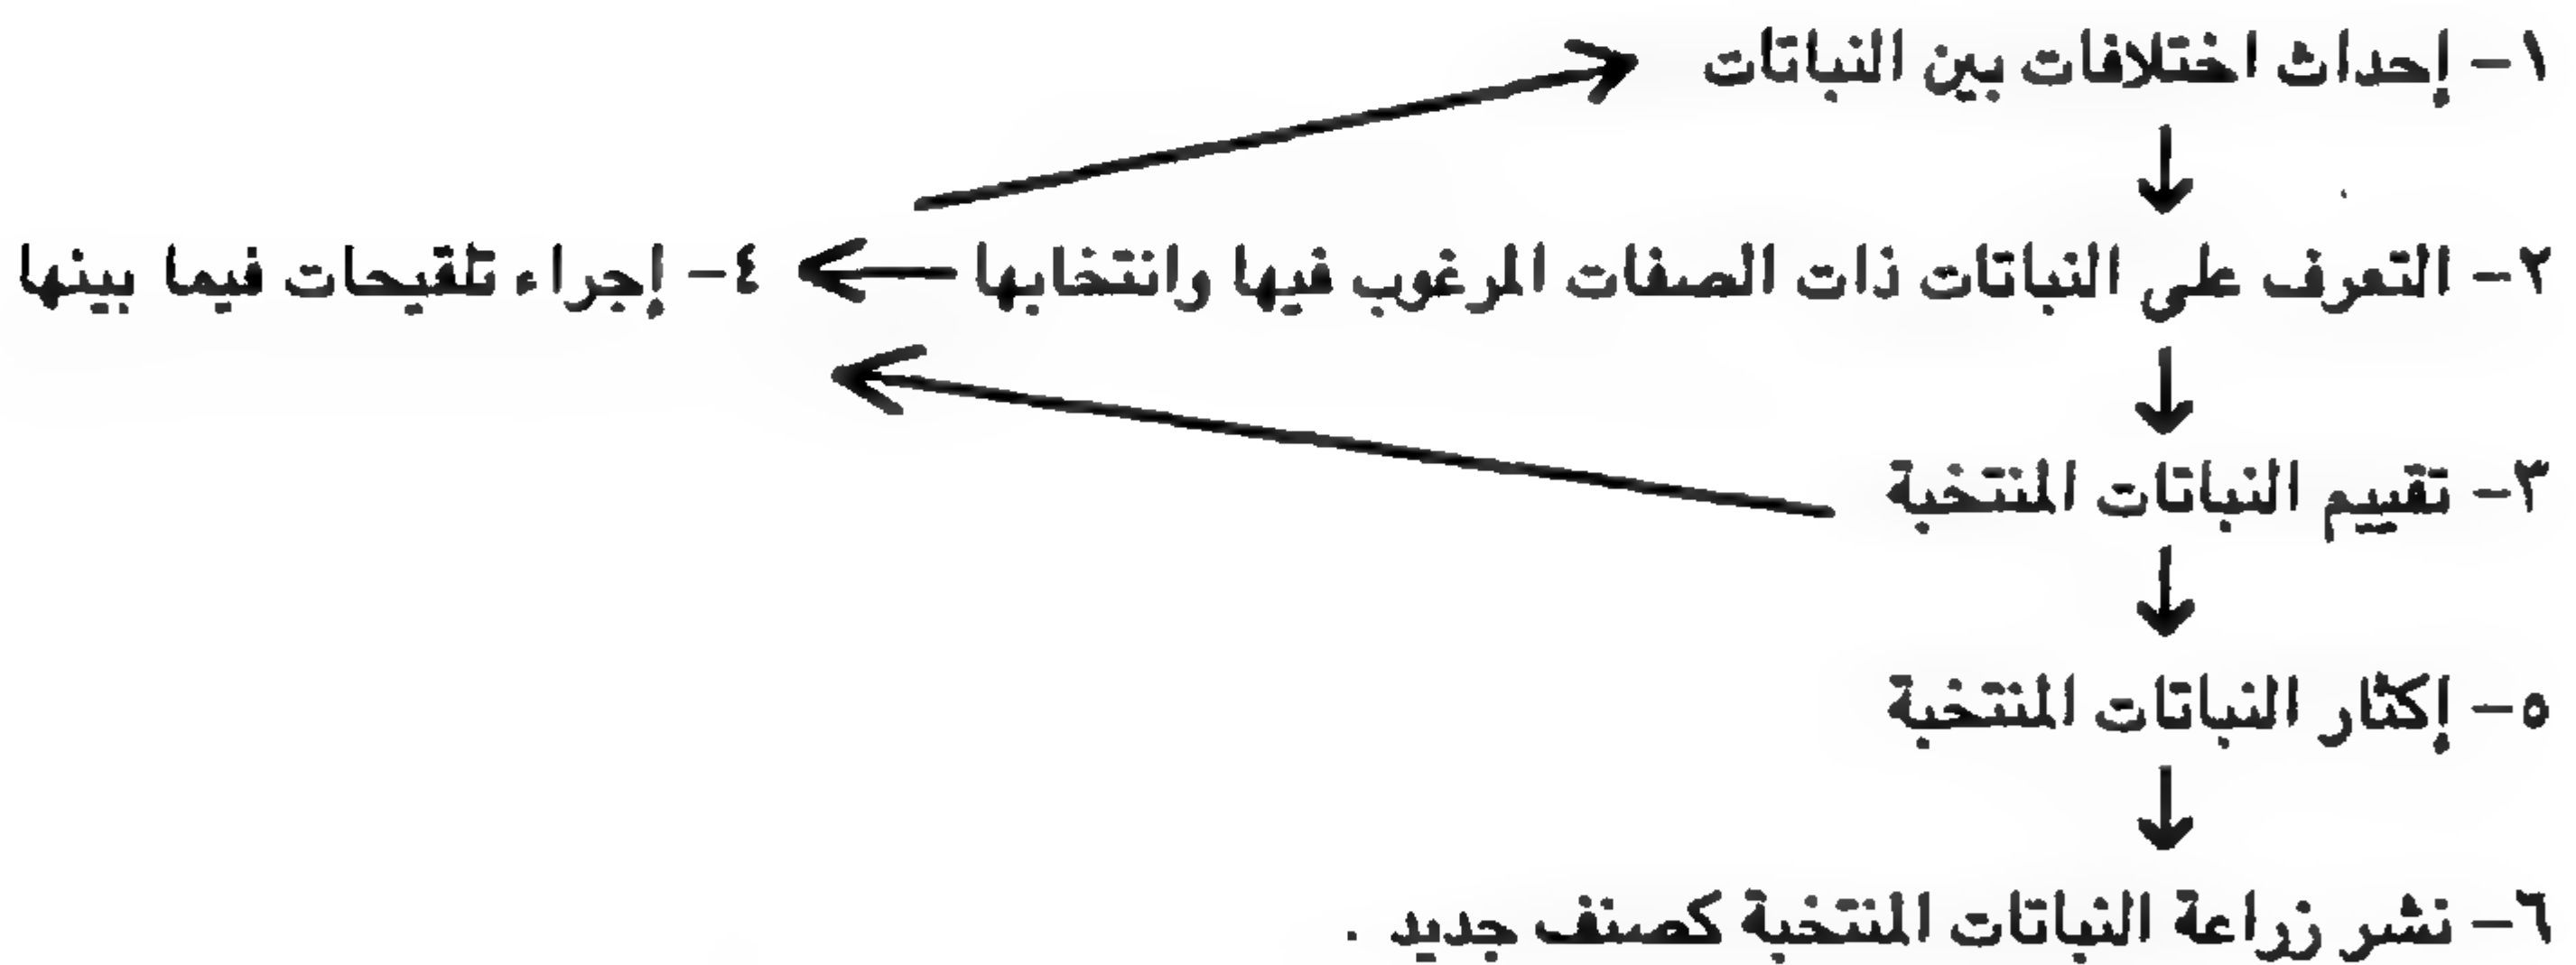 ١- إحداث اختلافات بين النباتات
٢- التعرف على النباتات ذات الصفات المرغوب فيها وانتخابها
٤- إجراء تلقيحات فيما بينها
٣- تقييم النباتات المنتخبة
٥- إكثار النباتات المنتخبة
٦- نشر زراعة النباتات المنتخبة كصنف جديد .